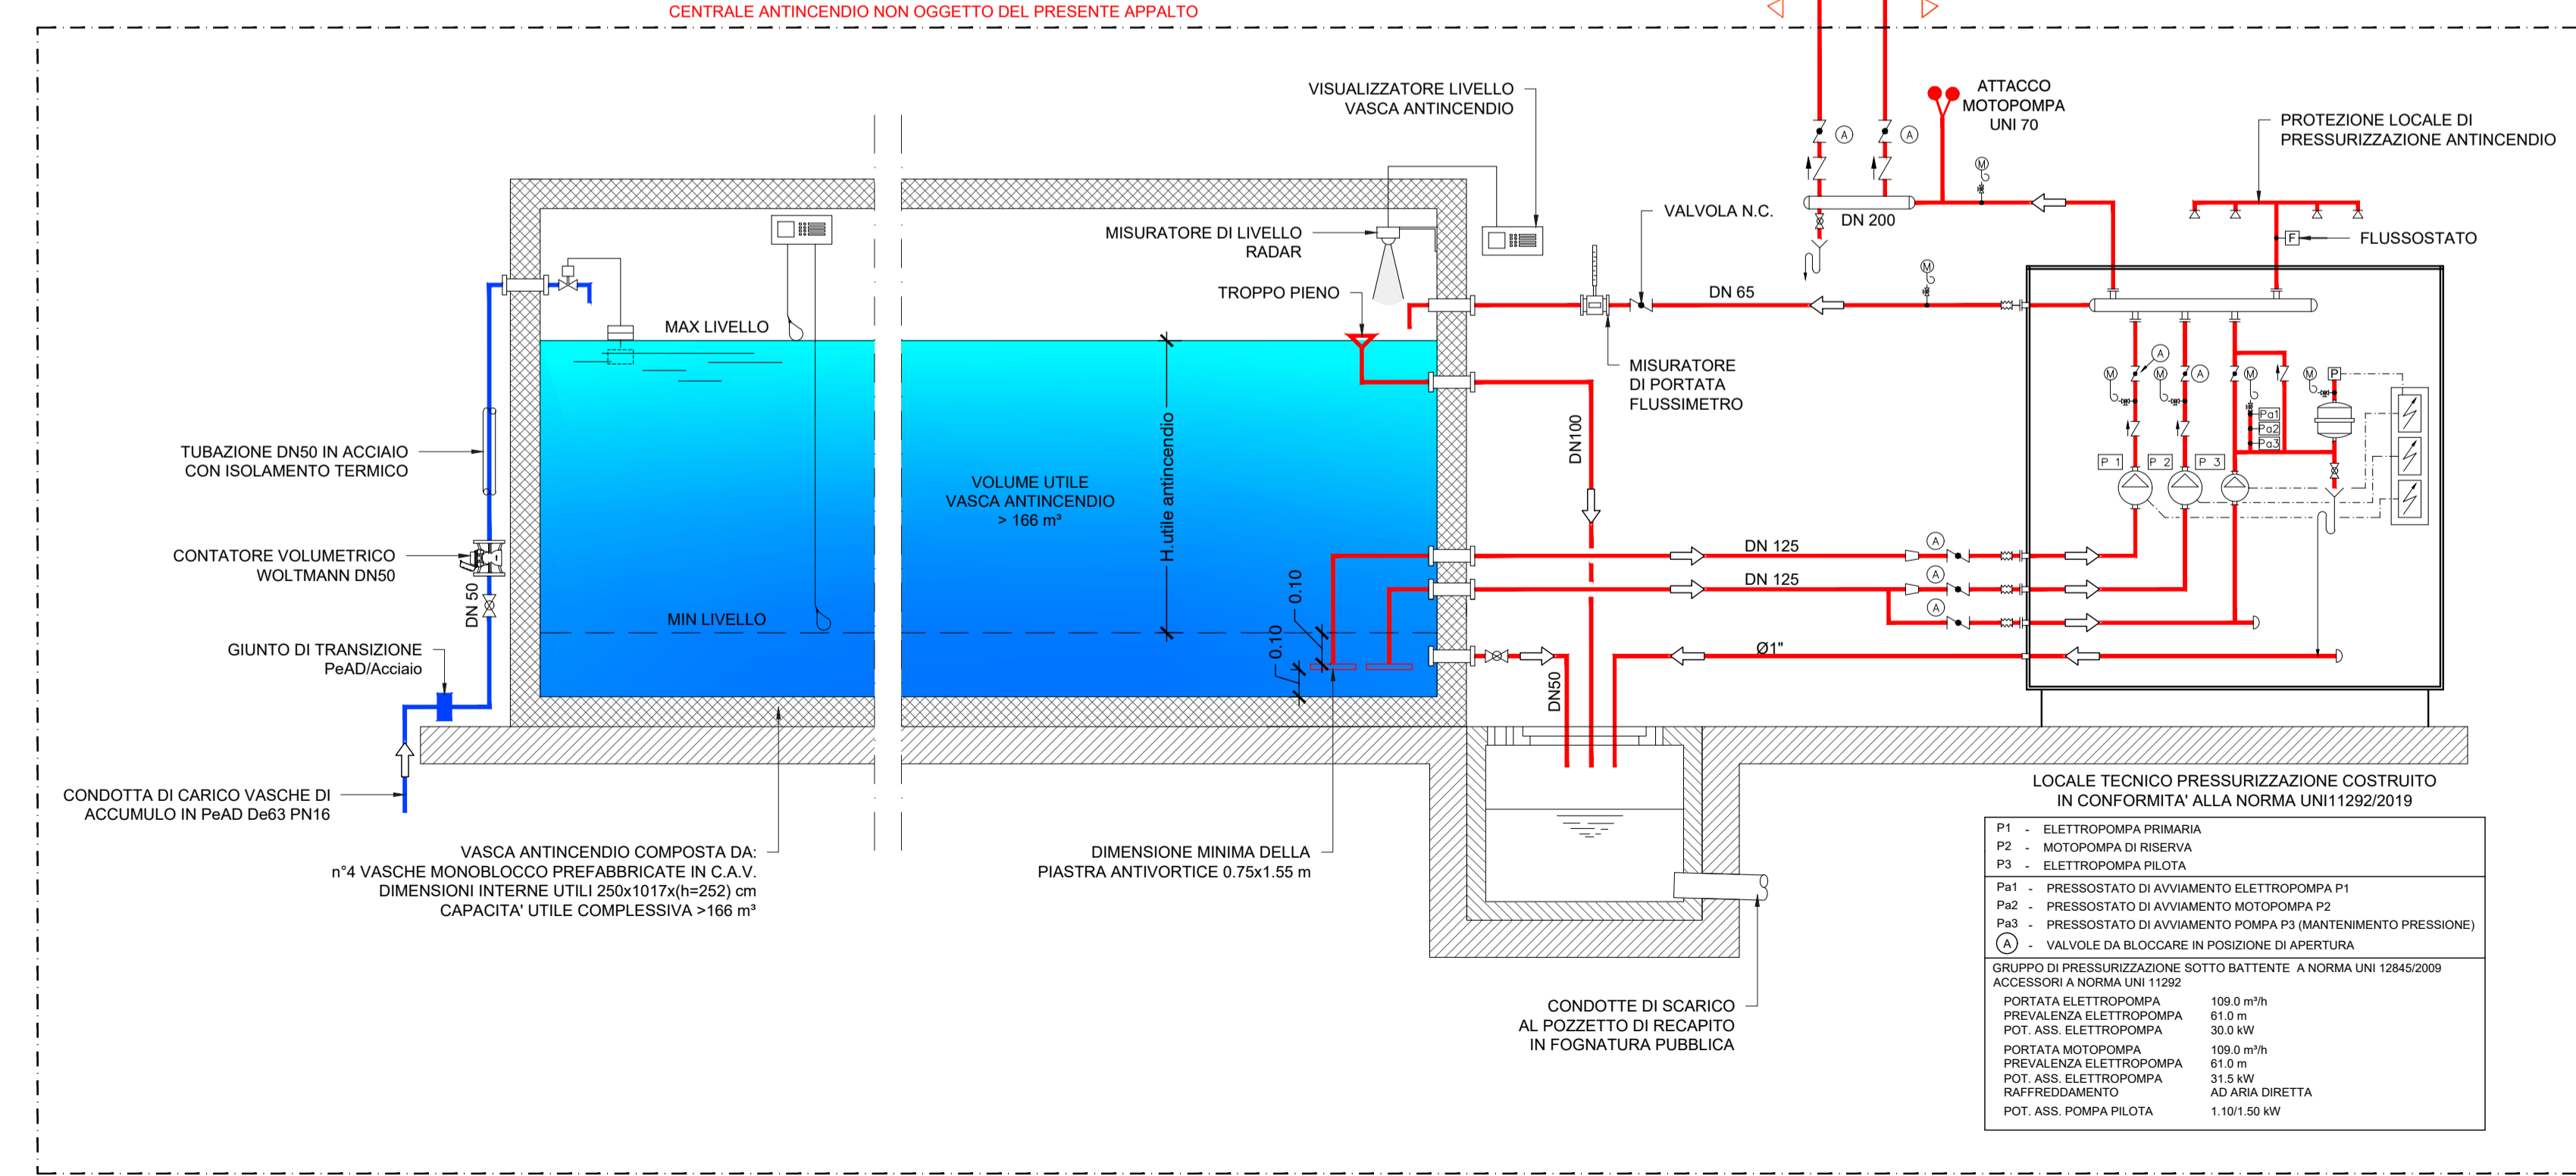 CENTRALE ANTINCENDIO NON OGGETTO DEL PRESENTE APPALTO
VISUALIZZATORE LIVELLO
VASCA ANTINCENDIO
ATTACCO
MOTOPOMPA
UNI 70
PROTEZIONE LOCALE DI
PRESSURIZZAZIONE ANTINCENDIO
A
A
M
VALVOLA N.C.
DN 200
MISURATORE DI LIVELLO
RADAR
F
FLUSSOSTATO
M
TROPPO PIENO
DN 65
MAX LIVELLO
MISURATORE
DI PORTATA
FLUSSIMETRO
A
M
M
A
M
M
P
Pa1
Pa2
Pa3
P 1
P 2
P 3
H.utile antincendio
DN100
TUBAZIONE DN50 IN ACCIAIO
CON ISOLAMENTO TERMICO
VOLUME UTILE
VASCA ANTINCENDIO
> 166 m³
CONTATORE VOLUMETRICO
WOLTMANN DN50
DN 50
DN 125
A
DN 125
A
A
0.10
0.10
MIN LIVELLO
GIUNTO DI TRANSIZIONE
PeAD/Acciaio
Ø1"
DN50
CONDOTTA DI CARICO VASCHE DI
ACCUMULO IN PeAD De63 PN16
VASCA ANTINCENDIO COMPOSTA DA:
n°4 VASCHE MONOBLOCCO PREFABBRICATE IN C.A.V.
DIMENSIONI INTERNE UTILI 250x1017x(h=252) cm
CAPACITA' UTILE COMPLESSIVA >166 m³
DIMENSIONE MINIMA DELLA
PIASTRA ANTIVORTICE 0.75x1.55 m
CONDOTTE DI SCARICO
AL POZZETTO DI RECAPITO
IN FOGNATURA PUBBLICA
LOCALE TECNICO PRESSURIZZAZIONE COSTRUITO
IN CONFORMITA' ALLA NORMA UNI11292/2019
P1 - ELETTROPOMPA PRIMARIA
P2 - MOTOPOMPA DI RISERVA
P3 - ELETTROPOMPA PILOTA
Pa1 - PRESSOSTATO DI AVVIAMENTO ELETTROPOMPA P1
Pa2 - PRESSOSTATO DI AVVIAMENTO MOTOPOMPA P2
Pa3 - PRESSOSTATO DI AVVIAMENTO POMPA P3 (MANTENIMENTO PRESSIONE)
A - VALVOLE DA BLOCCARE IN POSIZIONE DI APERTURA
GRUPPO DI PRESSURIZZAZIONE SOTTO BATTENTE A NORMA UNI 12845/2009
ACCESSORI A NORMA UNI 11292
PORTATA ELETTROPOMPA 109.0 m³/h
PREVALENZA ELETTROPOMPA 61.0 m
POT. ASS. ELETTROPOMPA 30.0 kW
PORTATA MOTOPOMPA 109.0 m³/h
PREVALENZA ELETTROPOMPA 61.0 m
POT. ASS. ELETTROPOMPA 31.5 kW
RAFFREDDAMENTO AD ARIA DIRETTA
POT. ASS. POMPA PILOTA 1.10/1.50 kW